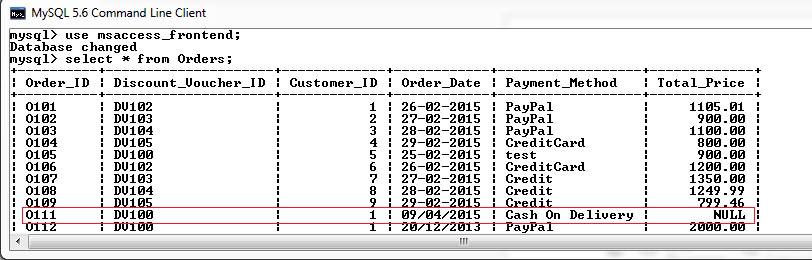 MySQL 5.6 Command Line Client
mysql> use msaccess_frontend;
Database changed
mysql> select * from Orders;
+----------+---------------------+-------------+------------+------------------+-------------+
| Order_ID | Discount_Voucher_ID | Customer_ID | Order_Date | Payment_Method | Total_Price |
+----------+---------------------+-------------+------------+------------------+-------------+
| O101 | DV102 | 1 | 26-02-2015 | PayPal | 1105.01 |
| O102 | DV103 | 2 | 27-02-2015 | PayPal | 900.00 |
| O103 | DV104 | 3 | 28-02-2015 | PayPal | 1100.00 |
| O104 | DV105 | 4 | 29-02-2015 | CreditCard | 800.00 |
| O105 | DV100 | 5 | 25-02-2015 | test | 900.00 |
| O106 | DV102 | 6 | 26-02-2015 | CreditCard | 1200.00 |
| O107 | DV103 | 7 | 27-02-2015 | Credit | 1350.00 |
| O108 | DV104 | 8 | 28-02-2015 | Credit | 1249.99 |
| O109 | DV105 | 9 | 29-02-2015 | Credit | 799.46 |
| O111 | DV100 | 1 | 09/04/2015 | Cash On Delivery | NULL |
| O112 | DV100 | 1 | 20/12/2013 | PayPal | 2000.00 |